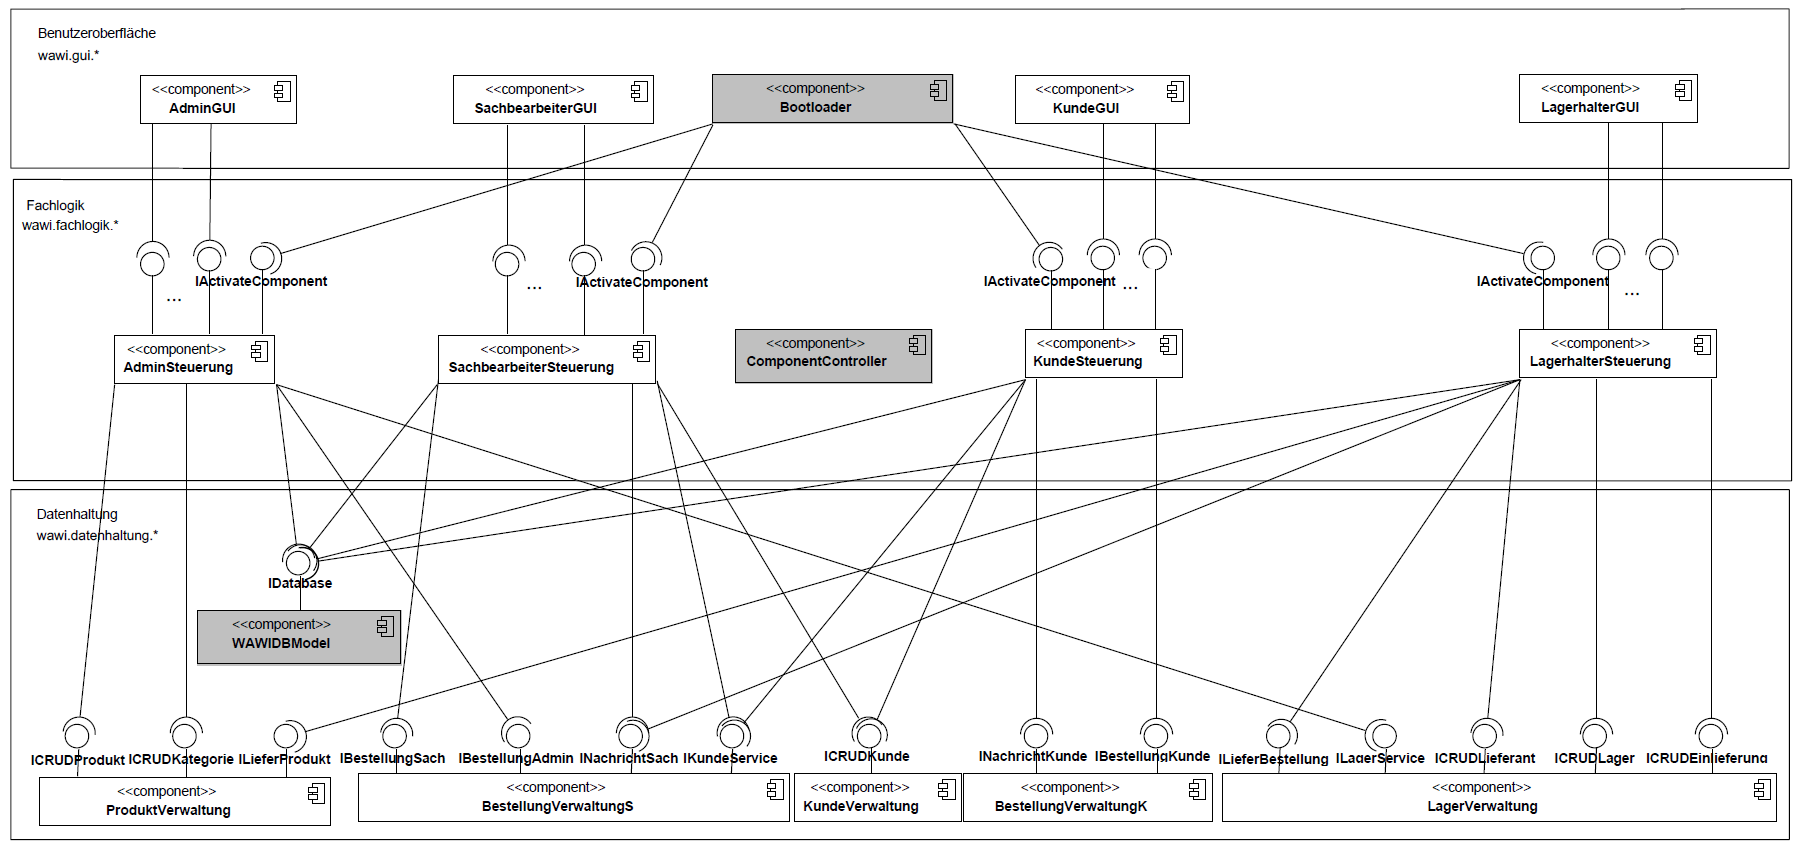 Benutzeroberfläche
wawi.gui.*
<<component>>
AdminGUI
<<component>>
SachbearbeiterGUI
<<component>>
Bootloader
<<component>>
KundeGUI
<<component>>
LagerhalterGUI
Fachlogik
wawi.fachlogik.*
...
IActivateComponent
...
IActivateComponent
IActivateComponent
...
IActivateComponent
...
<<component>>
AdminSteuerung
<<component>>
SachbearbeiterSteuerung
<<component>>
ComponentController
<<component>>
KundeSteuerung
<<component>>
LagerhalterSteuerung
Datenhaltung
wawi.datenhaltung.*
IDatabase
<<component>>
WAWIDBModel
ICRUDProdukt
ICRUDKategorie
ILieferProdukt
IBestellungSach
IBestellungAdmin
INachrichtSach
IKundeService
ICRUDKunde
INachrichtKunde
IBestellungKunde
ILieferBestellung
ILagerService
ICRUDLieferant
ICRUDLager
ICRUDEinlieferung
<<component>>
ProduktVerwaltung
<<component>>
BestellungVerwaltungS
<<component>>
KundeVerwaltung
<<component>>
BestellungVerwaltungK
<<component>>
LagerVerwaltung